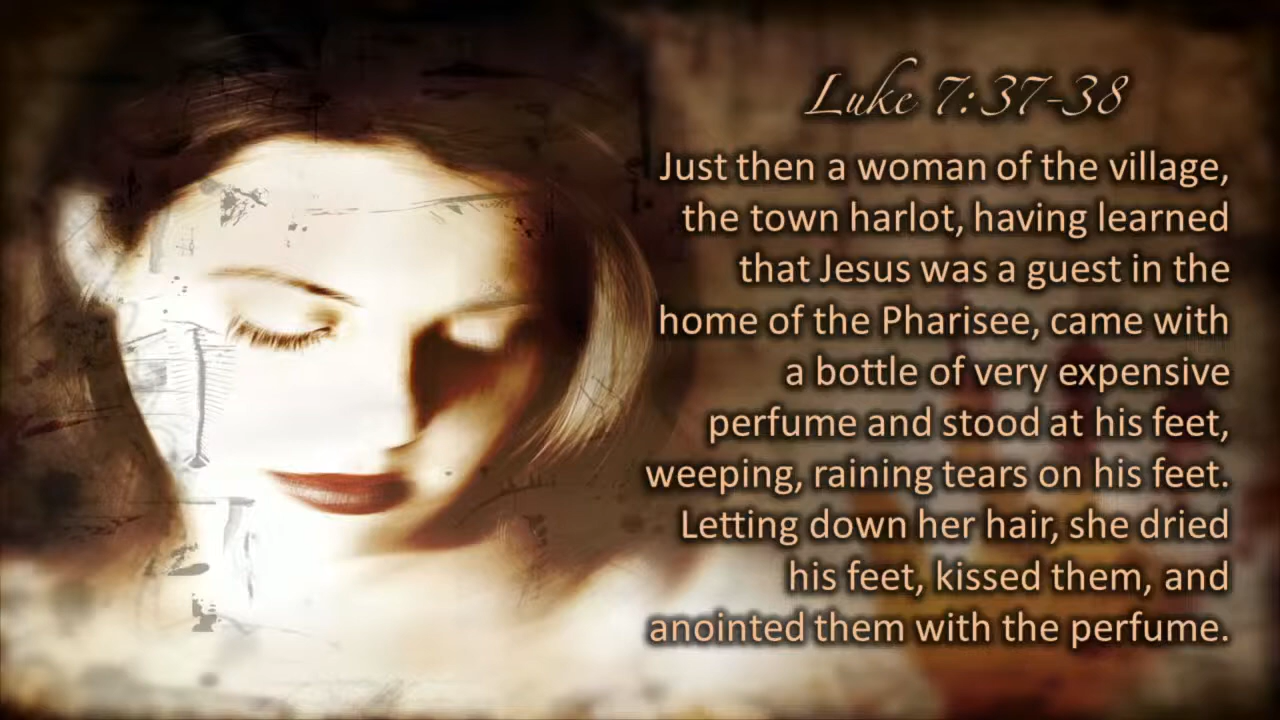 Luke 7:37-38
Just then a woman of the village,
the town harlot, having learned
that Jesus was a guest in the
home of the Pharisee, came with
a bottle of very expensive
perfume and stood at his feet,
weeping, raining tears on his feet.
Letting down her hair, she dried
his feet, kissed them, and
anointed them with the perfume.